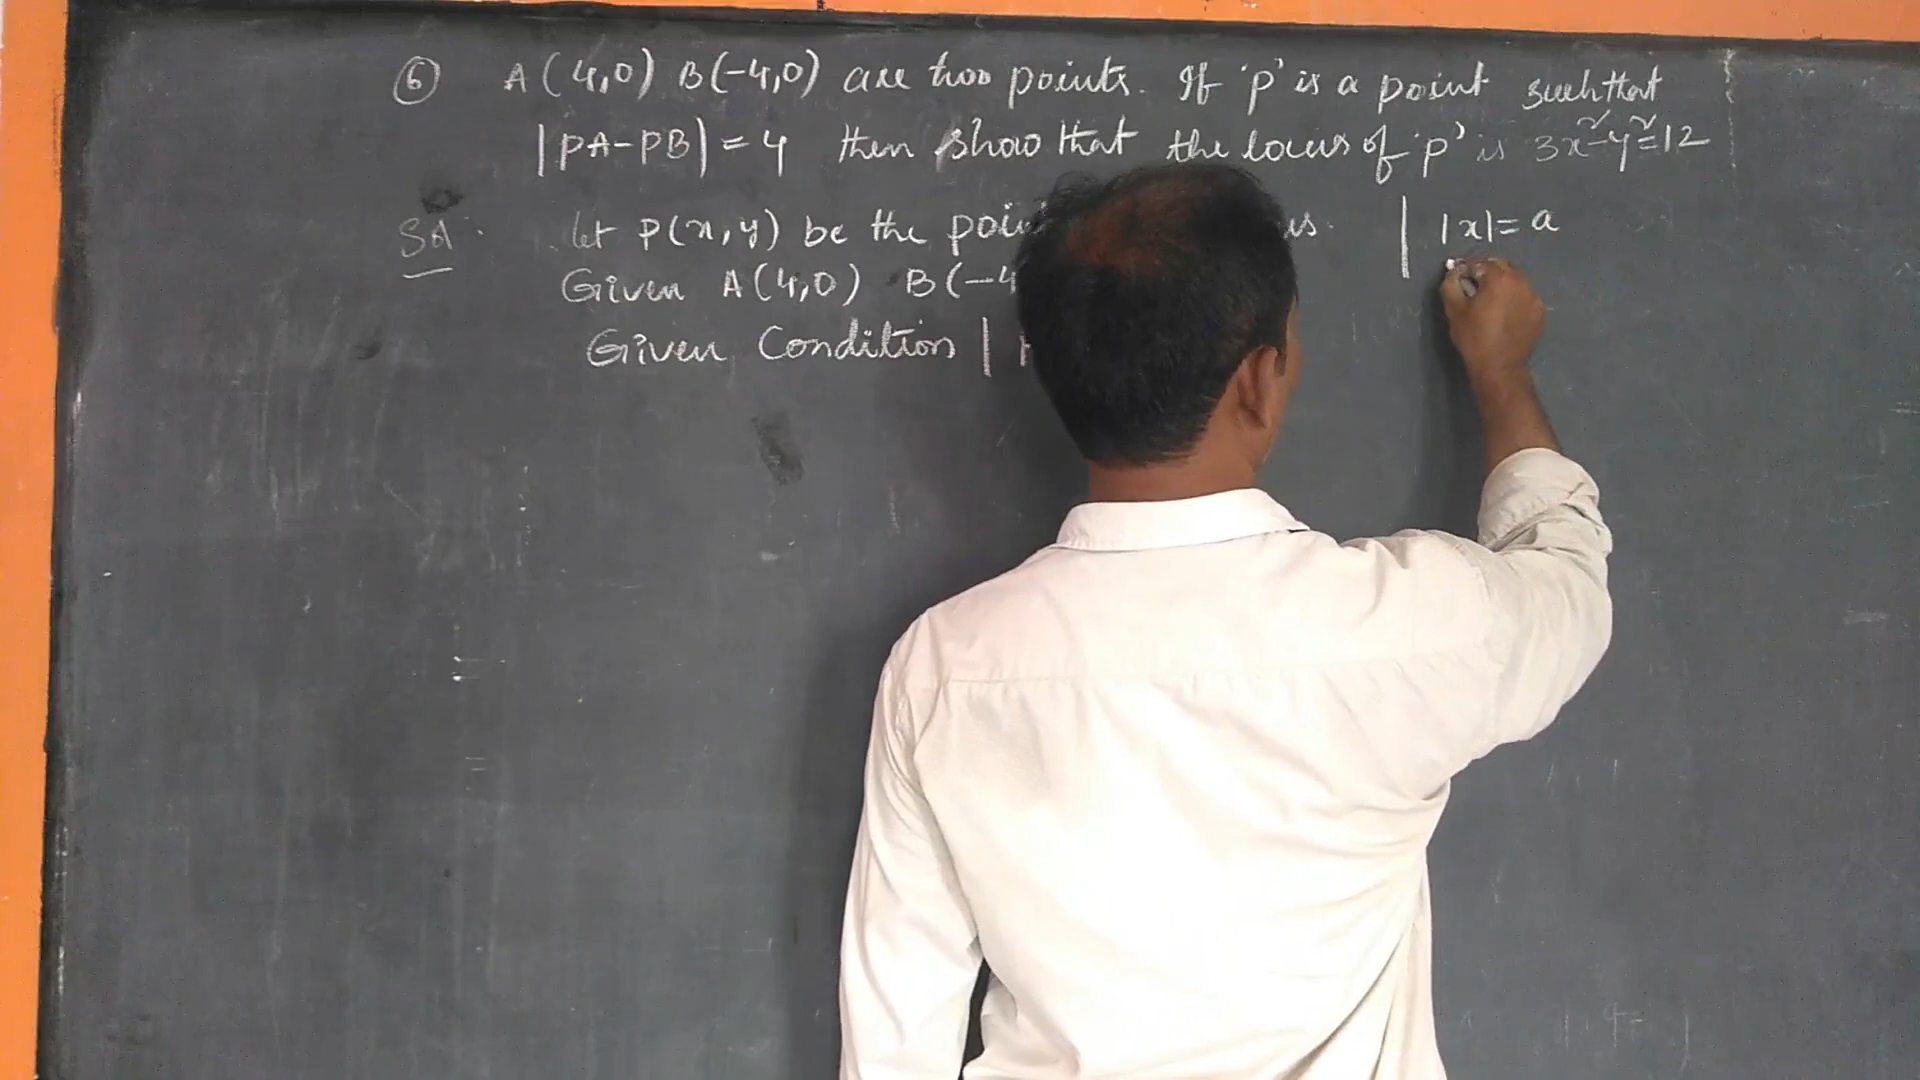 ⑥ A(4,0) B(-4,0) are two points. If 'p' is a point such that
|PA-PB|=4 then show that the locus of 'p' is 3x²-y²=12
Sol. let P(x,y) be the
Given A(4,0) B(-4
Given Condition |
|x|= a